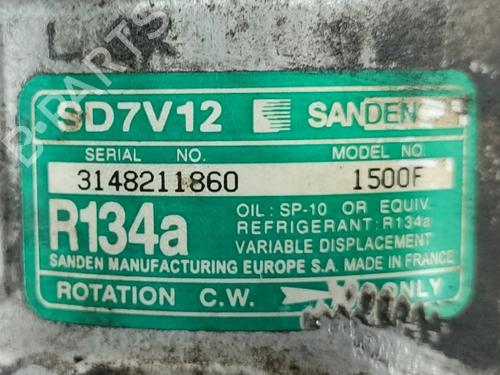 B-PARTS
SD7V12 SANDEN
SERIAL NO. MODEL NO.
3148211860 1500F
R134a
OIL: SP-10 OR EQUIV.
REFRIGERANT: R134a
VARIABLE DISPLACEMENT
SANDEN MANUFACTURING EUROPE S.A. MADE IN FRANCE
ROTATION C.W. ONLY